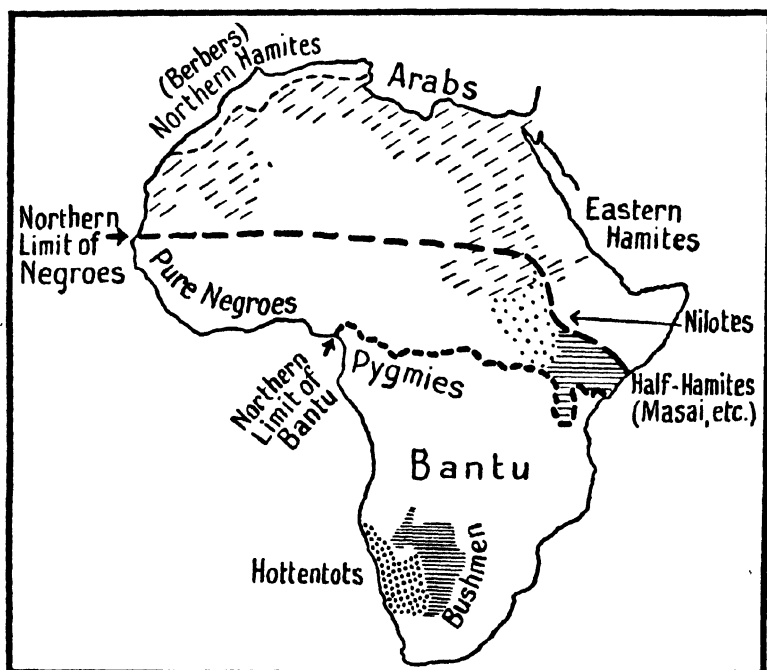 (Berbers)
Northern Hamites
Arabs
Northern
Limit of
Negroes
Eastern
Hamites
Pure Negroes
Nilotes
Northern
Limit of
Bantu
Pygmies
Half-Hamites
(Masai, etc.)
Bantu
Hottentots
Bushmen